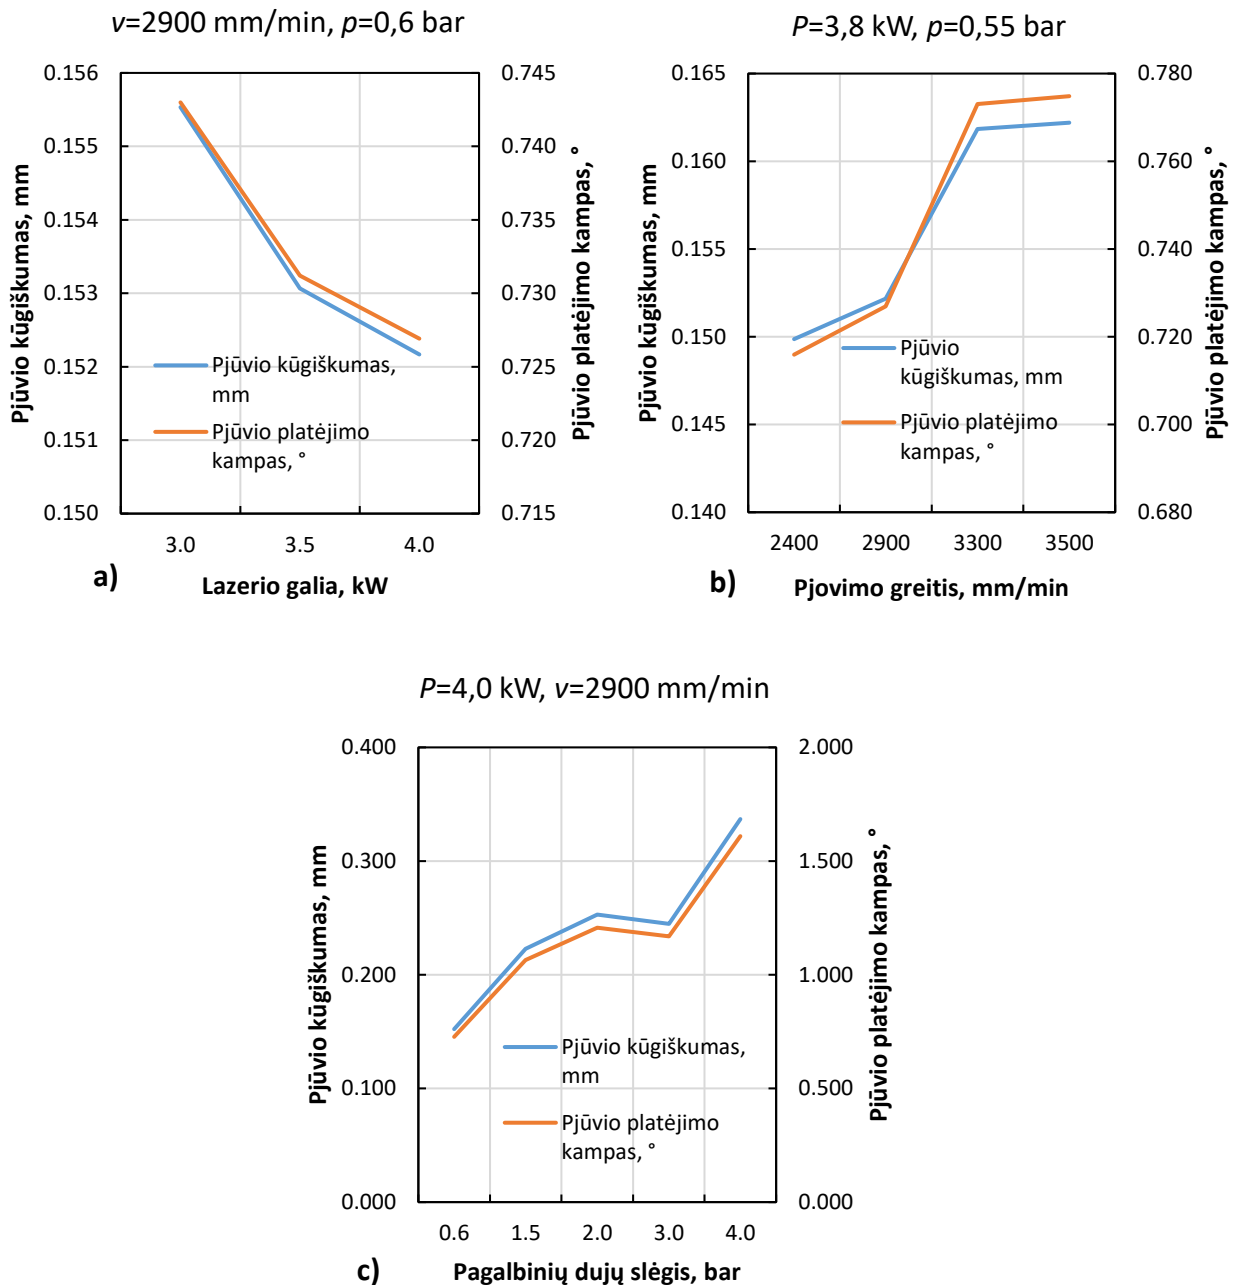 v=2900 mm/min, p=0,6 bar
0.156
0.155
0.154
0.153
0.152
0.151
0.150
Pjūvio kūgiškumas, mm
0.745
0.740
0.735
0.730
0.725
0.720
0.715
Pjūvio platėjimo kampas, °
Pjūvio kūgiškumas,
mm
Pjūvio platėjimo
kampas, °
3.0 3.5 4.0
a)
Lazerio galia, kW
P=3,8 kW, p=0,55 bar
0.165
0.160
0.155
0.150
0.145
0.140
Pjūvio kūgiškumas, mm
0.780
0.760
0.740
0.720
0.700
0.680
Pjūvio platėjimo kampas, °
Pjūvio
kūgiškumas, mm
Pjūvio platėjimo
kampas, °
2400 2900 3300 3500
b)
Pjovimo greitis, mm/min
P=4,0 kW, v=2900 mm/min
0.400
0.300
0.200
0.100
0.000
Pjūvio kūgiškumas, mm
2.000
1.500
1.000
0.500
0.000
Pjūvio platėjimo kampas, °
Pjūvio kūgiškumas,
mm
Pjūvio platėjimo
kampas, °
0.6 1.5 2.0 3.0 4.0
c)
Pagalbinių dujų slėgis, bar